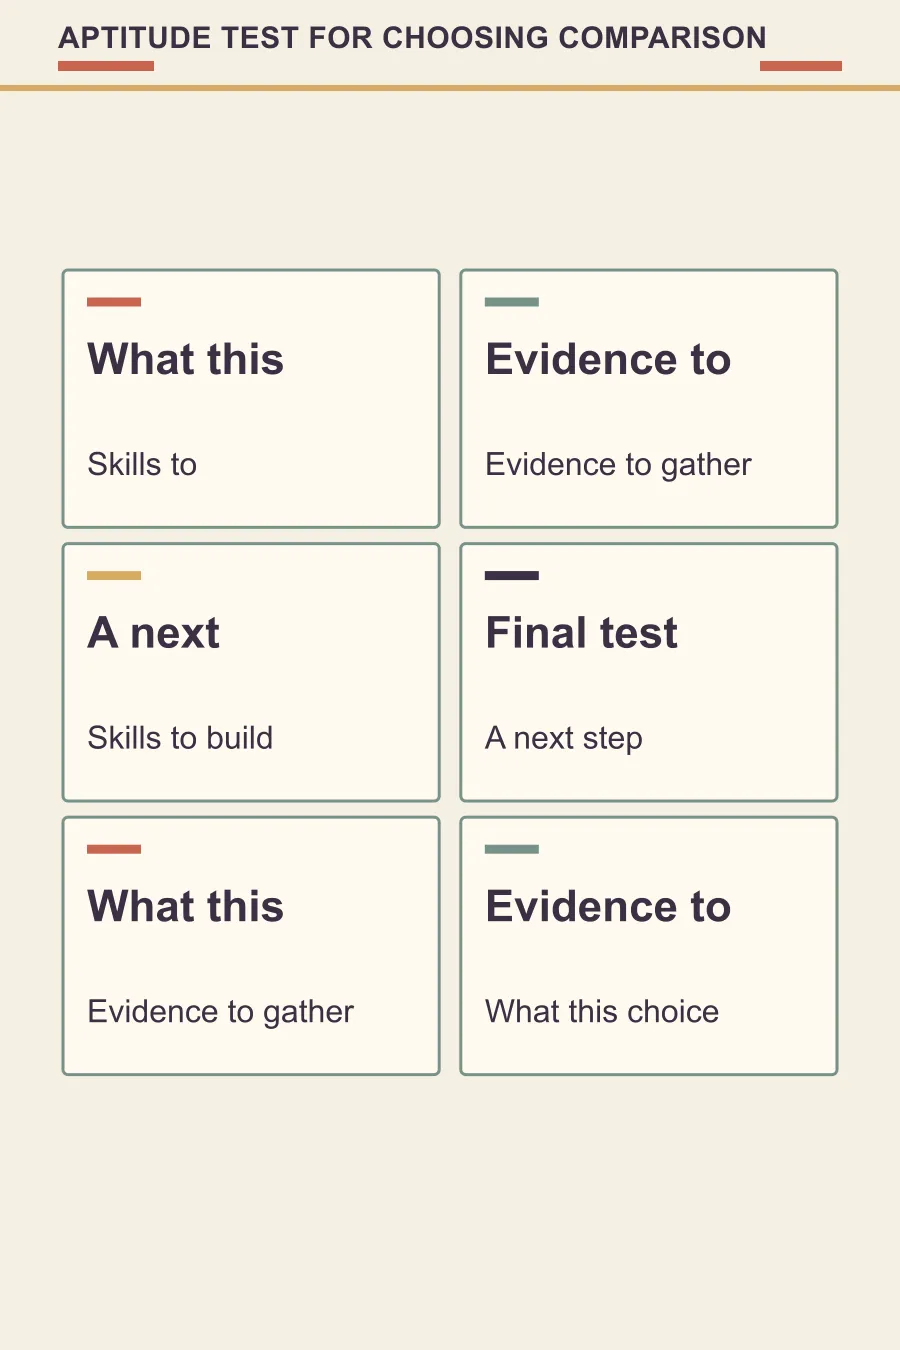 APTITUDE TEST FOR CHOOSING COMPARISON
What this
Skills to
Evidence to
Evidence to gather
A next
Skills to build
Final test
A next step
What this
Evidence to gather
Evidence to
What this choice